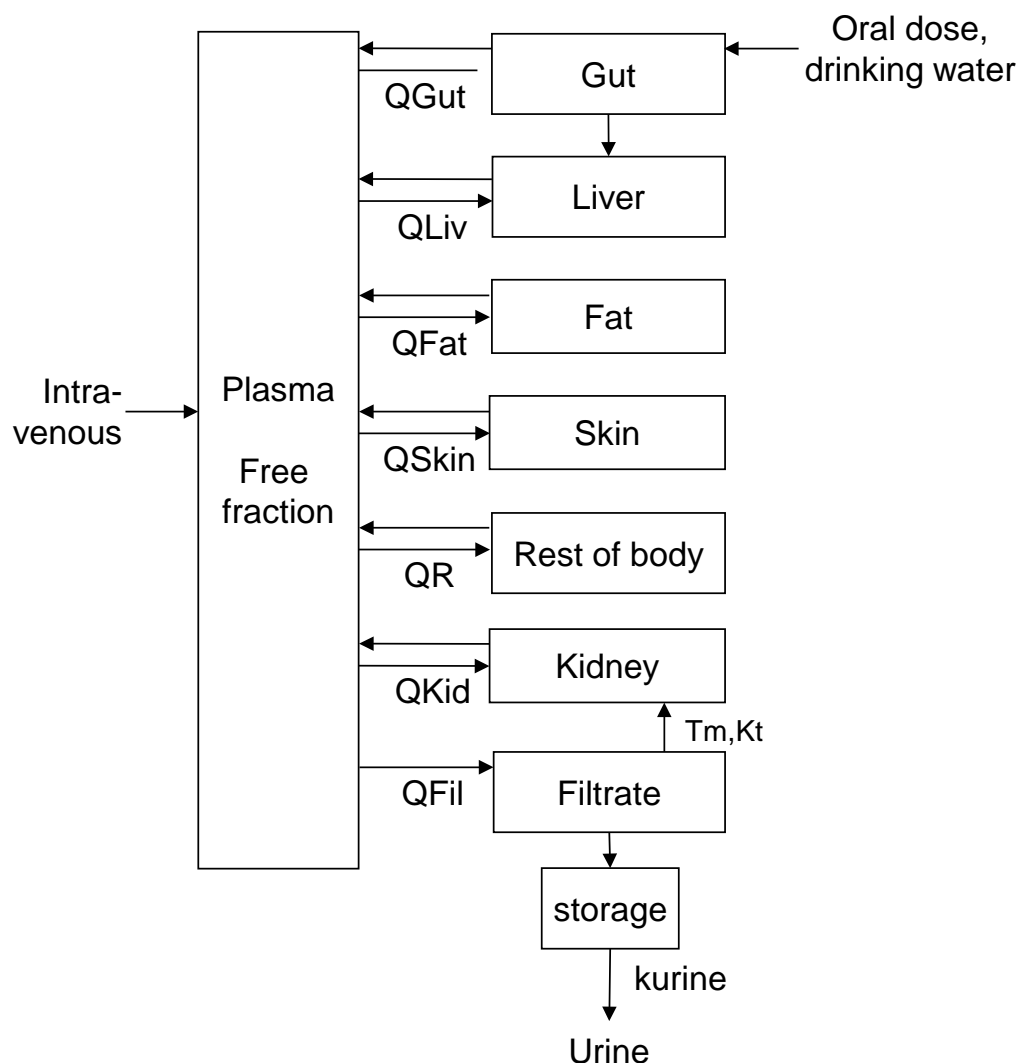 Oral dose,
drinking water
Gut
QGut
Liver
QLiv
Fat
QFat
Intra-
venous
Plasma
Free
fraction
Skin
QSkin
Rest of body
QR
Kidney
QKid
Tm,Kt
Filtrate
QFil
storage
kurine
Urine